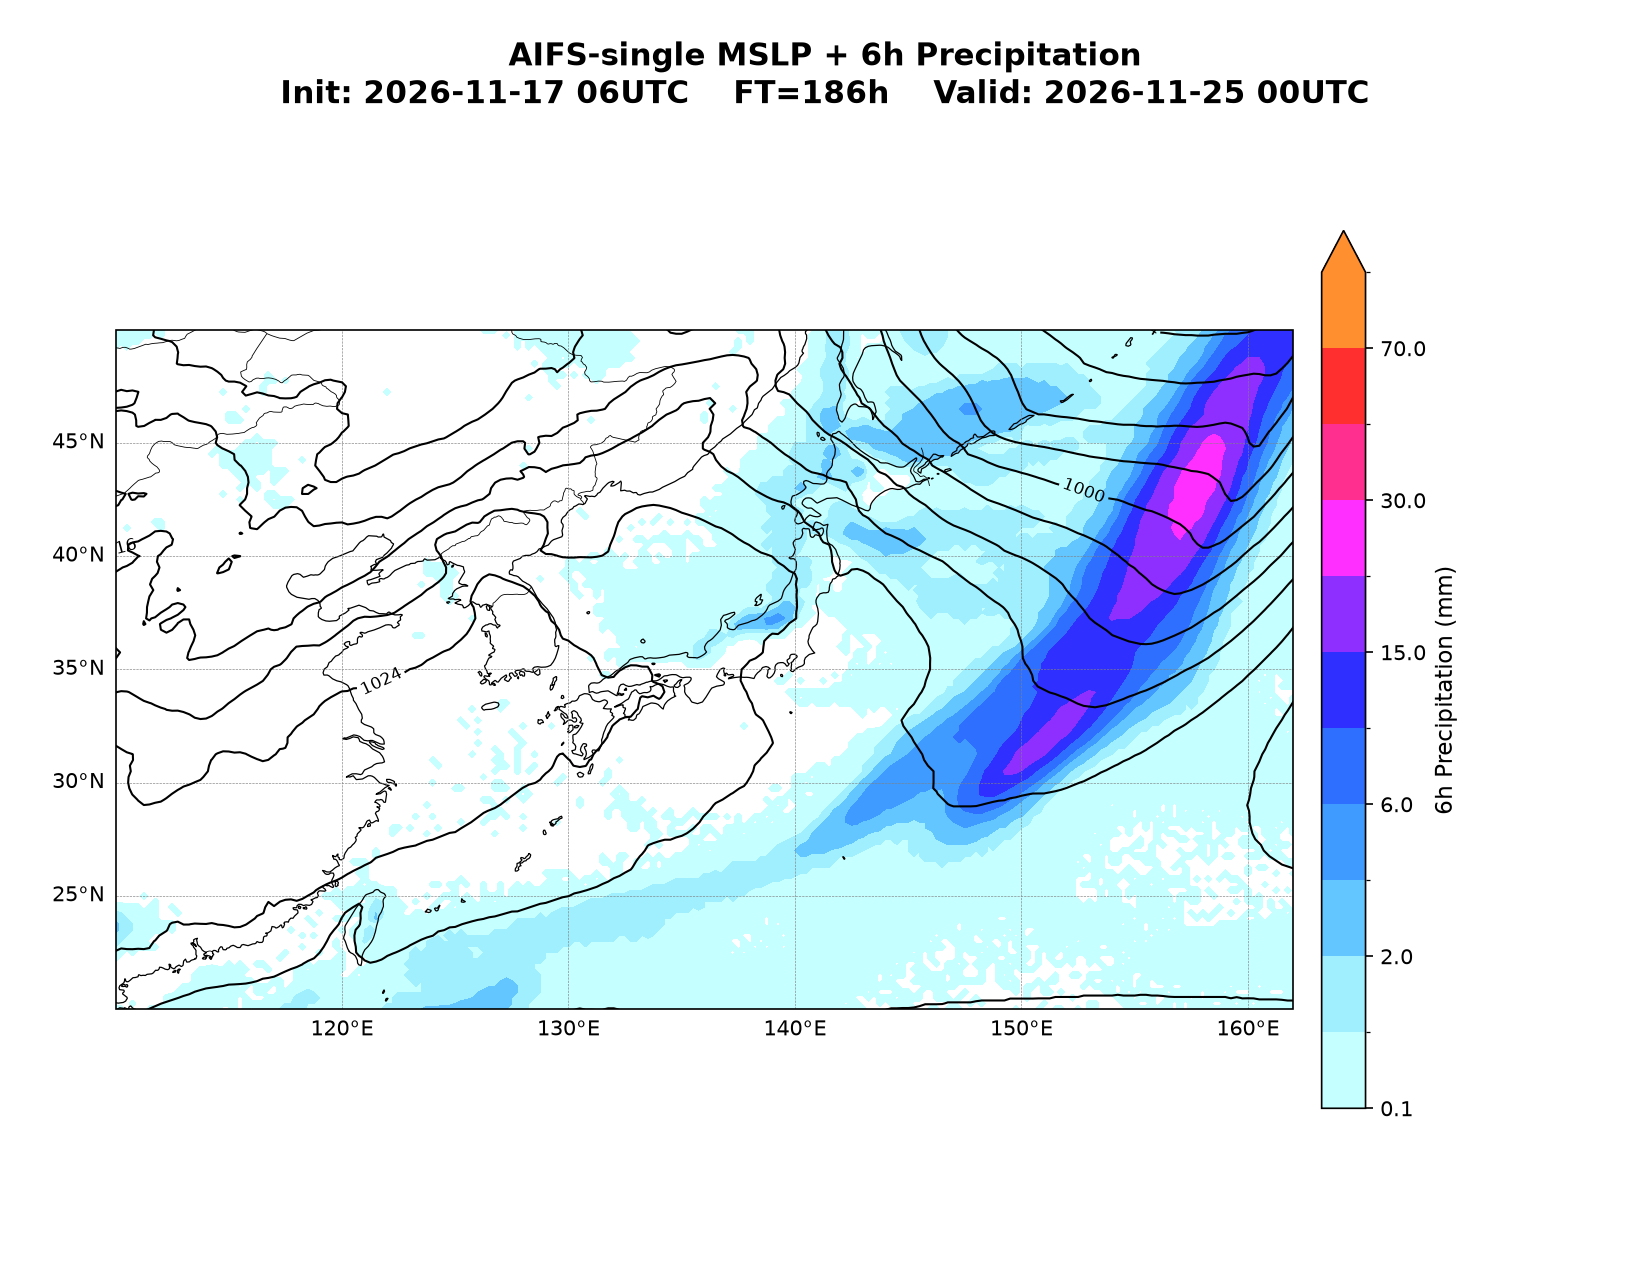 AIFS-single MSLP + 6h Precipitation
Init: 2026-11-17 06UTC    FT=186h    Valid: 2026-11-25 00UTC
70.0
30.0
15.0
6.0
2.0
0.1
6h Precipitation (mm)
45°N
40°N
35°N
30°N
25°N
1000
16
1024
120°E
130°E
140°E
150°E
160°E